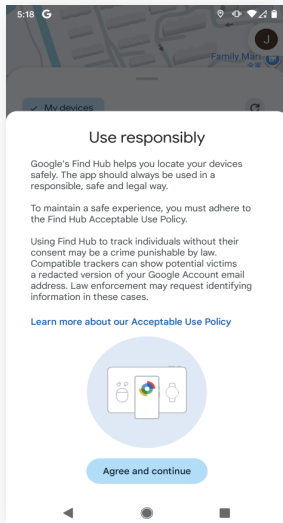 5:18 G
J
Family Mart
My devices
Use responsibly
Google's Find Hub helps you locate your devices
safely. The app should always be used in a
responsible, safe and legal way.
To maintain a safe experience, you must adhere to
the Find Hub Acceptable Use Policy.
Using Find Hub to track individuals without their
consent may be a crime punishable by law.
Compatible trackers can show potential victims
a redacted version of your Google Account email
address. Law enforcement may request identifying
information in these cases.
Learn more about our Acceptable Use Policy
Agree and continue